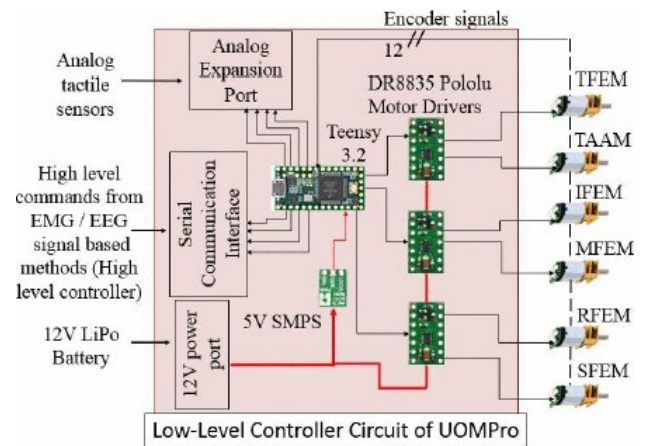 Encoder signals
12
Analog
Expansion
Port
Analog
tactile
sensors
DR8835 Pololu
Motor Drivers
Teensy
3.2
TFEM
TAAM
IFEM
MFEM
RFEM
SFEM
High level
commands from
EMG / EEG
signal based
methods (High
level controller)
Serial
Communication
Interface
5V SMPS
12V LiPo
Battery
12V power
port
Low-Level Controller Circuit of UOMPro